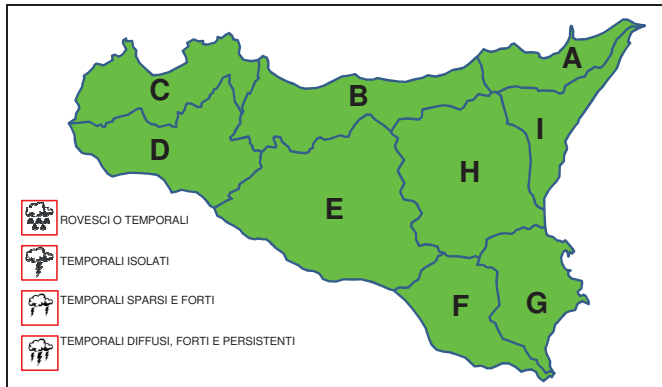 A
B
C
I
D
H
E
ROVESCI O TEMPORALI
TEMPORALI ISOLATI
TEMPORALI SPARSI E FORTI
F
G
TEMPORALI DIFFUSI, FORTI E PERSISTENTI